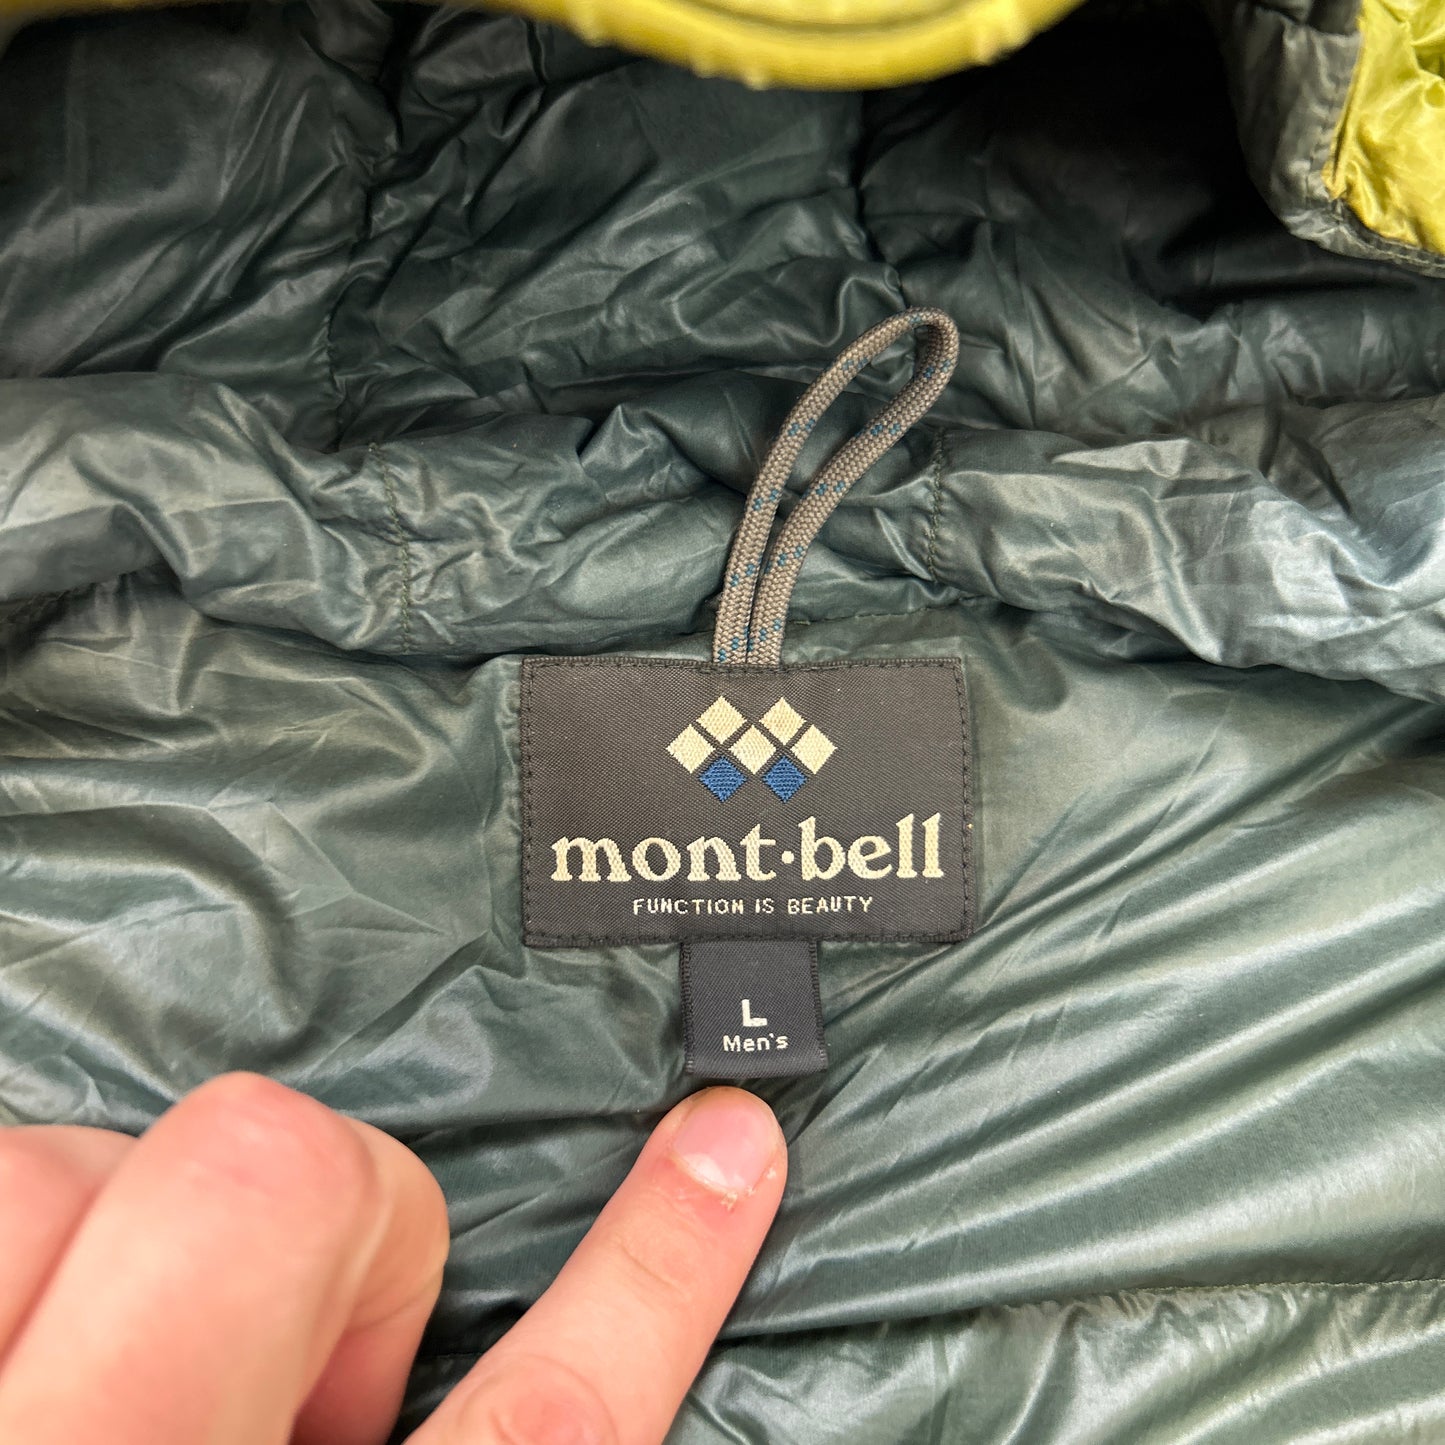 mont·bell
FUNCTION IS BEAUTY
L
Men's